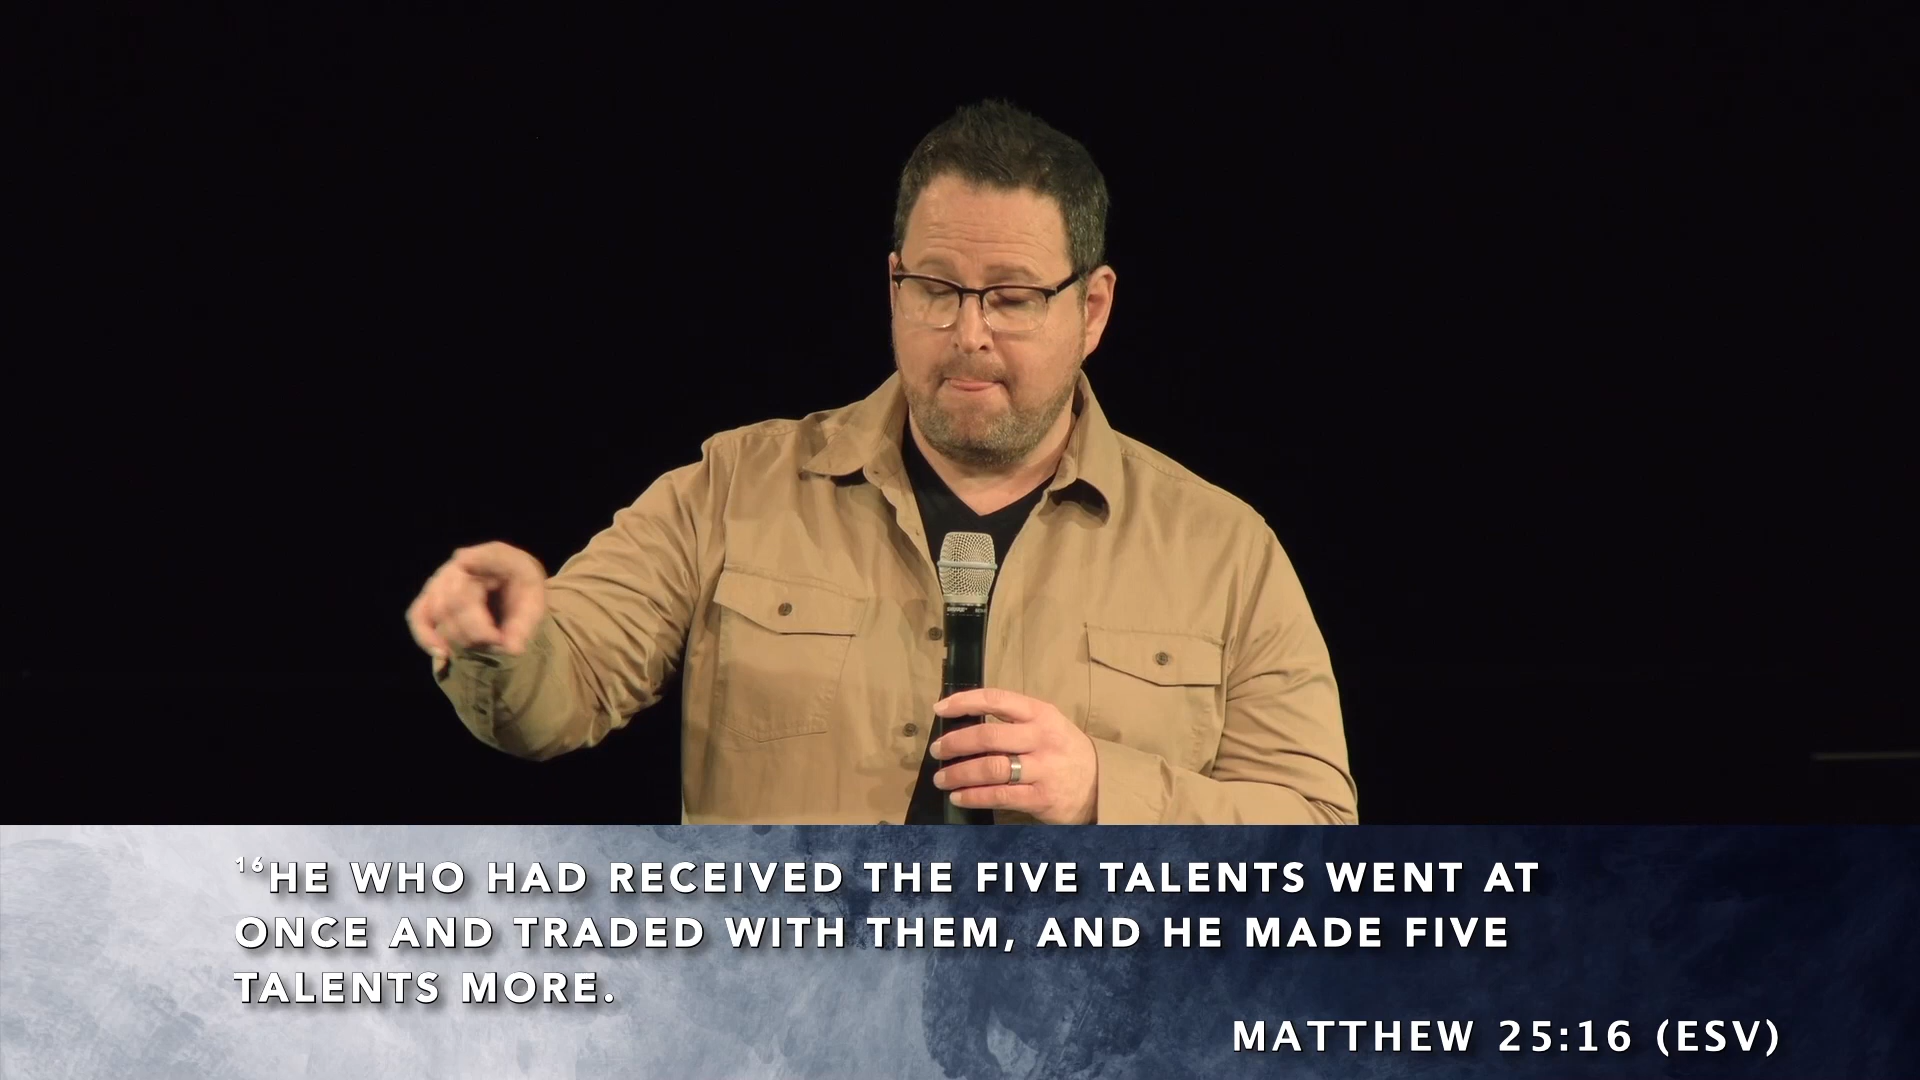 ¹⁶HE WHO HAD RECEIVED THE FIVE TALENTS WENT AT
ONCE AND TRADED WITH THEM, AND HE MADE FIVE
TALENTS MORE.
MATTHEW 25:16 (ESV)